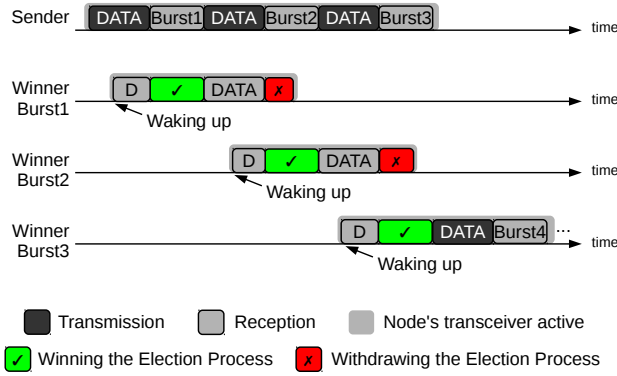 Sender DATA Burst1 DATA Burst2 DATA Burst3 time
Winner Burst1 D ✓ DATA ✗ time
Waking up
Winner Burst2 D ✓ DATA ✗ time
Waking up
Winner Burst3 D ✓ DATA Burst4 ... time
Waking up
Transmission Reception Node's transceiver active
✓ Winning the Election Process ✗ Withdrawing the Election Process